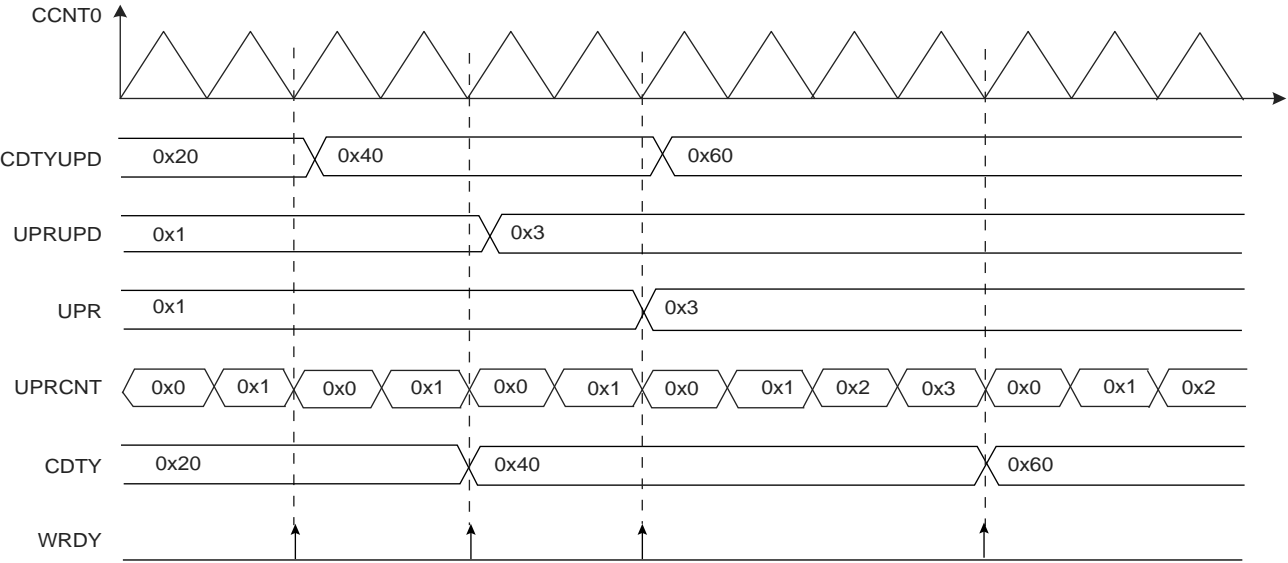 CCNT0
CDTYUPD 0x20 0x40 0x60
UPRUPD 0x1 0x3
UPR 0x1 0x3
UPRCNT 0x0 0x1 0x0 0x1 0x0 0x1 0x0 0x1 0x2 0x3 0x0 0x1 0x2
CDTY 0x20 0x40 0x60
WRDY